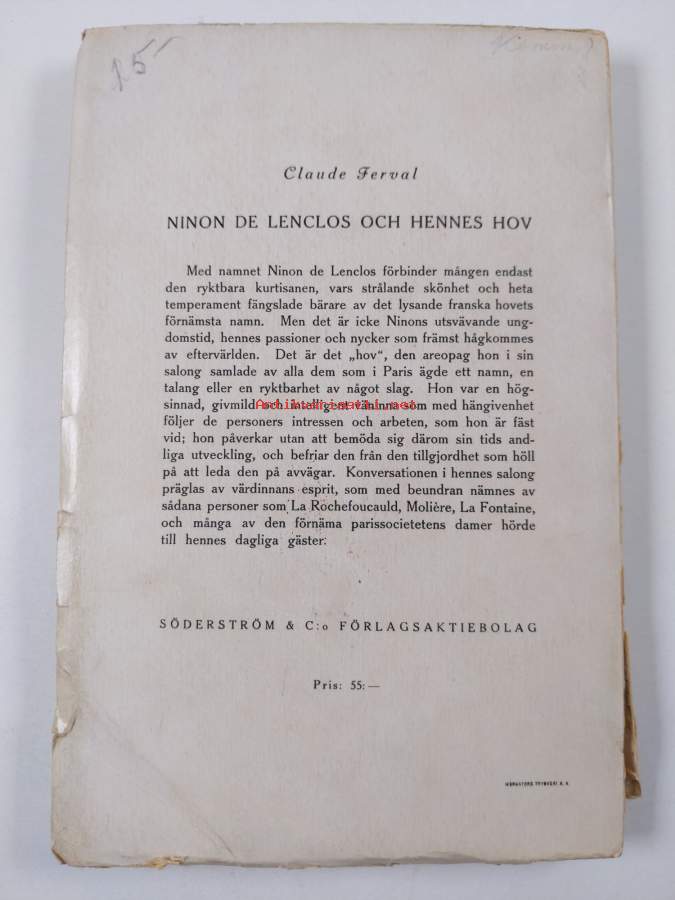 15
Claude Ferval
NINON DE LENCLOS OCH HENNES HOV
Med namnet Ninon de Lenclos förbinder mången endast
den ryktbara kurtisanen, vars strålande skönhet och heta
temperament fängslade bärare av det lysande franska hovets
förnämsta namn. Men det är icke Ninons utsvävande ung-
domstid, hennes passioner och nycker som främst hågkommes
av eftervärlden. Det är det „hov“, den areopag hon i sin
salong samlade av alla dem som i Paris ägde ett namn, en
talang eller en ryktbarhet av något slag. Hon var en hög-
sinnad, givmild och intelligent väninna som med hängivenhet
följer de personers intressen och arbeten, som hon är fäst
vid; hon påverkar utan att bemöda sig därom sin tids and-
liga utveckling, och befriar den från den tillgjordhet som höll
på att leda den på avvägar. Konversationen i hennes salong
präglas av värdinnans esprit, som med beundran nämnes av
sådana personer som La Rochefoucauld, Molière, La Fontaine,
och många av den förnäma parissocietetens damer hörde
till hennes dagliga gäster.
SÖDERSTRÖM & C:o FÖRLAGSAKTIEBOLAG
Pris: 55:—